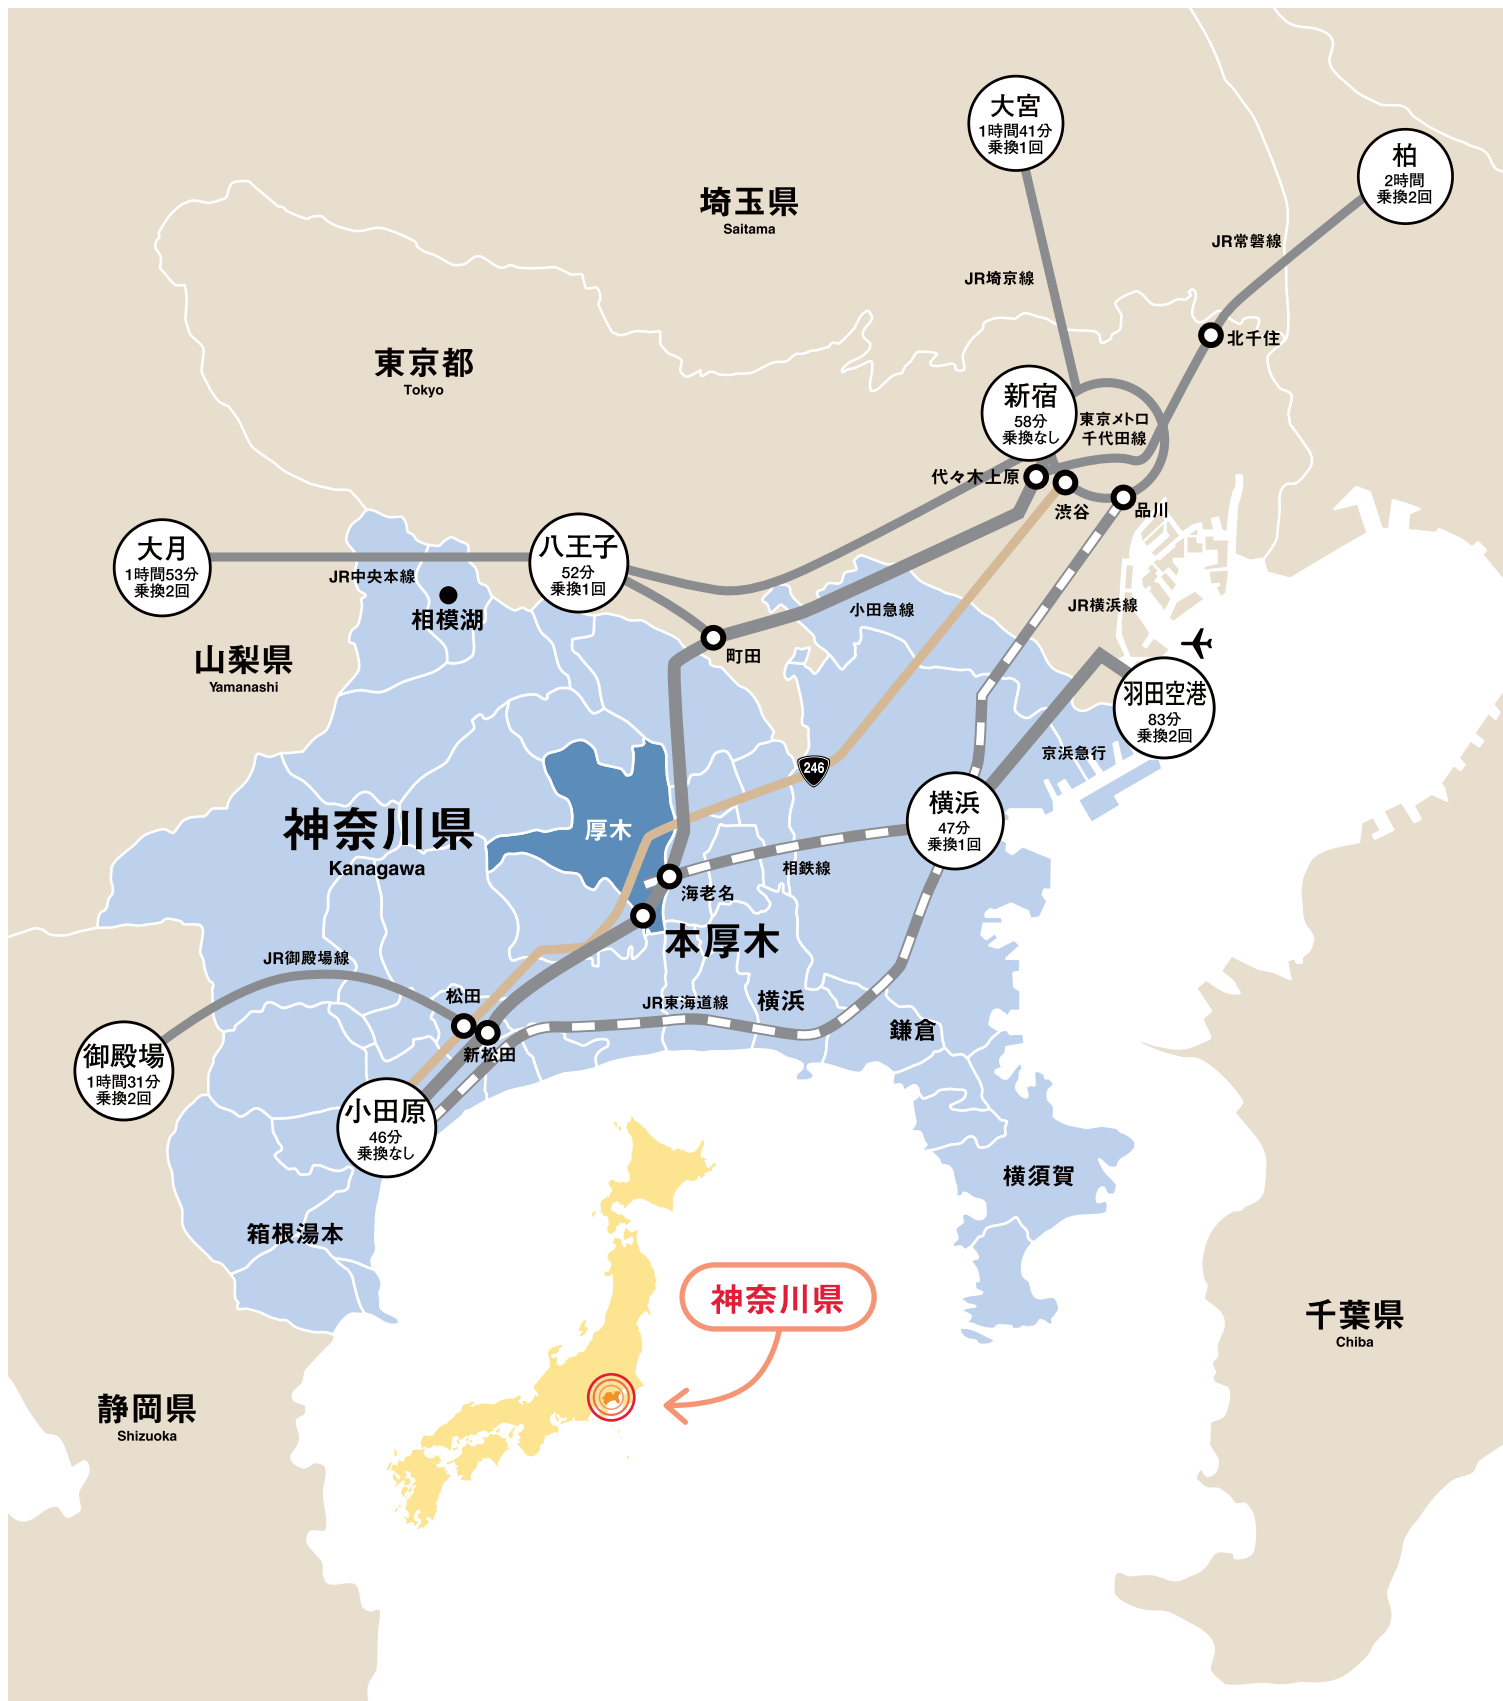 大宮
1時間41分
乗換1回
柏
2時間
乗換2回
埼玉県
Saitama
JR常磐線
JR埼京線
北千住
東京都
Tokyo
新宿
58分
乗換なし
東京メトロ
千代田線
代々木上原
渋谷
品川
大月
1時間53分
乗換2回
JR中央本線
八王子
52分
乗換1回
相模湖
小田急線
JR横浜線
町田
山梨県
Yamanashi
羽田空港
83分
乗換2回
京浜急行
246
神奈川県
Kanagawa
厚木
横浜
47分
乗換1回
相鉄線
海老名
本厚木
JR御殿場線
松田
新松田
JR東海道線
横浜
鎌倉
御殿場
1時間31分
乗換2回
小田原
46分
乗換なし
横須賀
箱根湯本
神奈川県
千葉県
Chiba
静岡県
Shizuoka